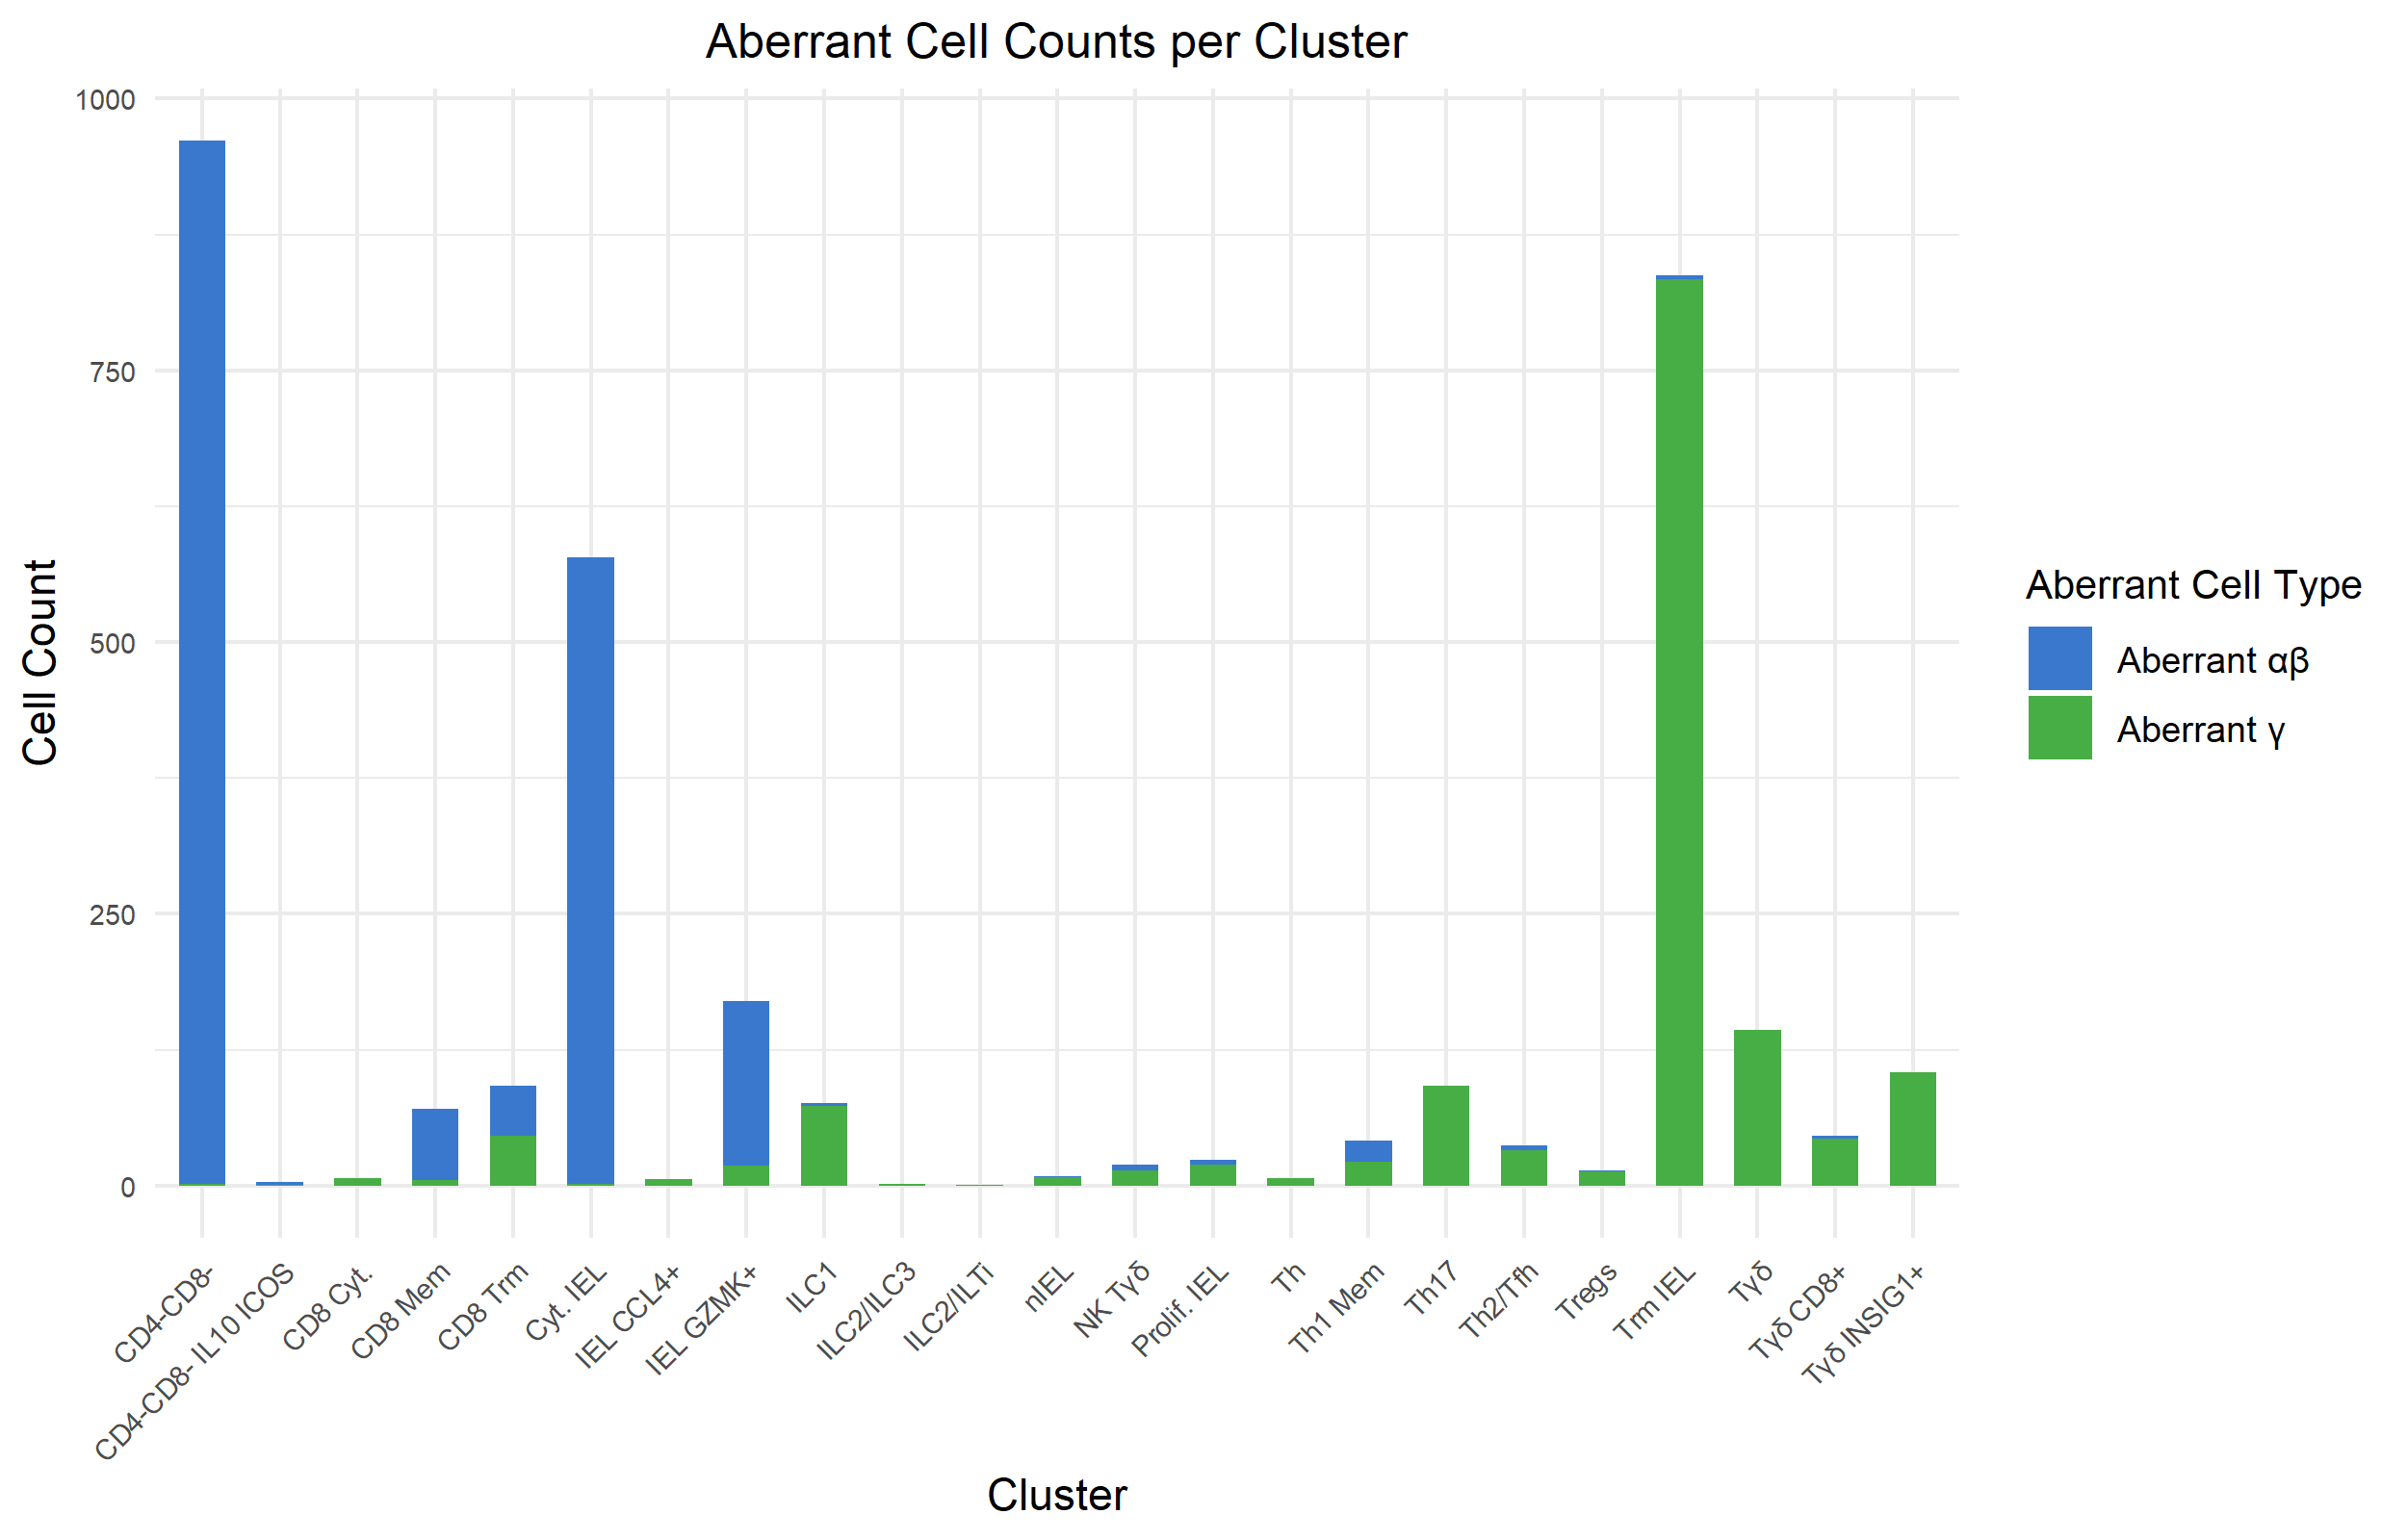 Aberrant Cell Counts per Cluster
1000
750
500
250
0
Cell Count
CD4-CD8-
CD4-CD8- IL10 ICOS
CD8 Cyt.
CD8 Mem
CD8 Trm
Cyt. IEL
IEL CCL4+
IEL GZMK+
ILC1
ILC2/ILC3
ILC2/ILTi
nIEL
NK Tγδ
Prolif. IEL
Th
Th1 Mem
Th17
Th2/Tfh
Tregs
Trm IEL
Tγδ
Tγδ CD8+
Tγδ INSIG1+
Cluster
Aberrant Cell Type
Aberrant αβ
Aberrant γ